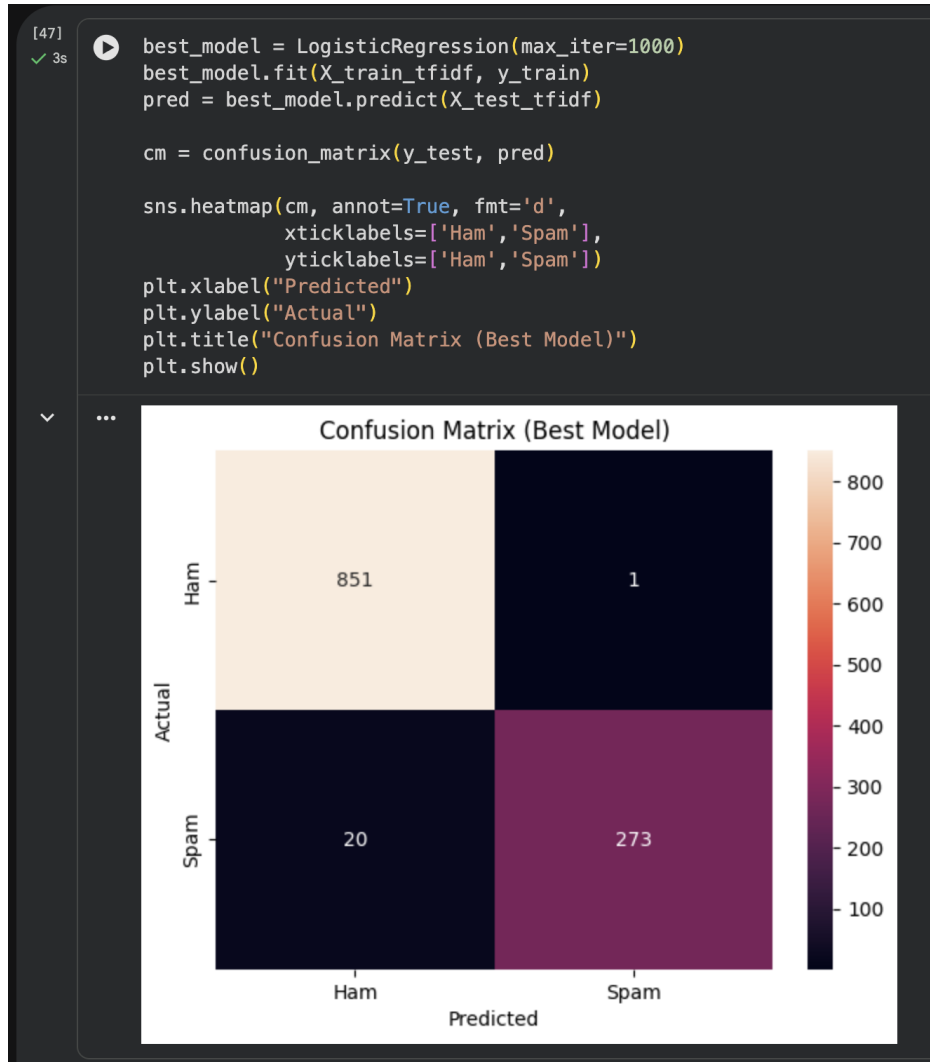 [47]
3s
best_model = LogisticRegression(max_iter=1000)
best_model.fit(X_train_tfidf, y_train)
pred = best_model.predict(X_test_tfidf)
cm = confusion_matrix(y_test, pred)
sns.heatmap(cm, annot=True, fmt='d',
            xticklabels=['Ham','Spam'],
            yticklabels=['Ham','Spam'])
plt.xlabel("Predicted")
plt.ylabel("Actual")
plt.title("Confusion Matrix (Best Model)")
plt.show()
Confusion Matrix (Best Model)
Actual
Ham
851
1
Spam
20
273
Ham
Spam
Predicted
800
700
600
500
400
300
200
100